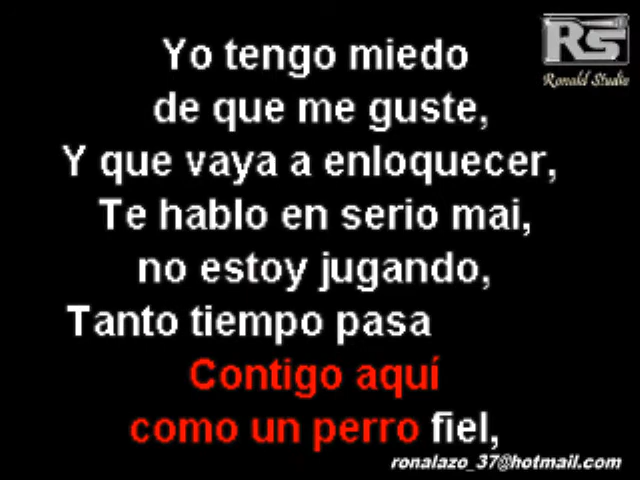 RS
Ronald Studio
Yo tengo miedo
de que me guste,
Y que vaya a enloquecer,
Te hablo en serio mai,
no estoy jugando,
Tanto tiempo pasa
Contigo aquí
como un perro fiel,
ronalazo_37@hotmail.com